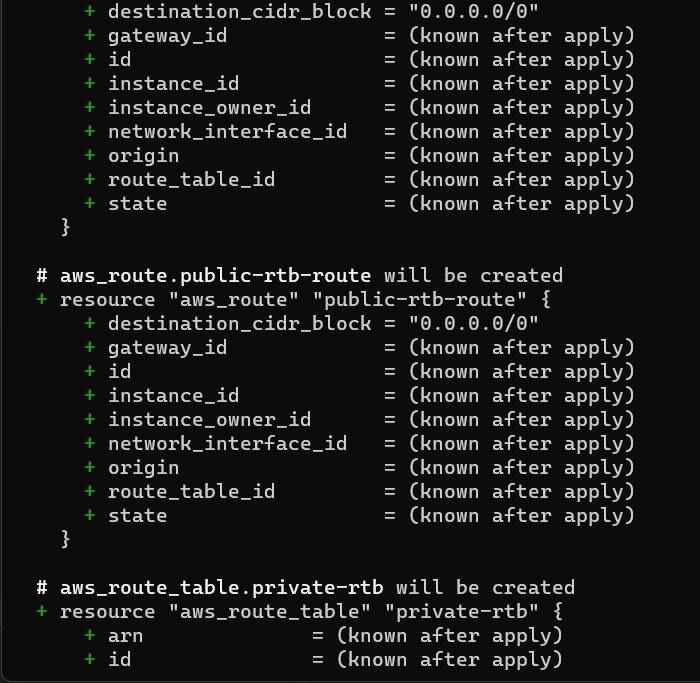 + destination_cidr_block = "0.0.0.0/0"
+ gateway_id             = (known after apply)
+ id                     = (known after apply)
+ instance_id            = (known after apply)
+ instance_owner_id      = (known after apply)
+ network_interface_id   = (known after apply)
+ origin                 = (known after apply)
+ route_table_id         = (known after apply)
+ state                  = (known after apply)
}
# aws_route.public-rtb-route will be created
+ resource "aws_route" "public-rtb-route" {
+ destination_cidr_block = "0.0.0.0/0"
+ gateway_id             = (known after apply)
+ id                     = (known after apply)
+ instance_id            = (known after apply)
+ instance_owner_id      = (known after apply)
+ network_interface_id   = (known after apply)
+ origin                 = (known after apply)
+ route_table_id         = (known after apply)
+ state                  = (known after apply)
}
# aws_route_table.private-rtb will be created
+ resource "aws_route_table" "private-rtb" {
+ arn              = (known after apply)
+ id               = (known after apply)